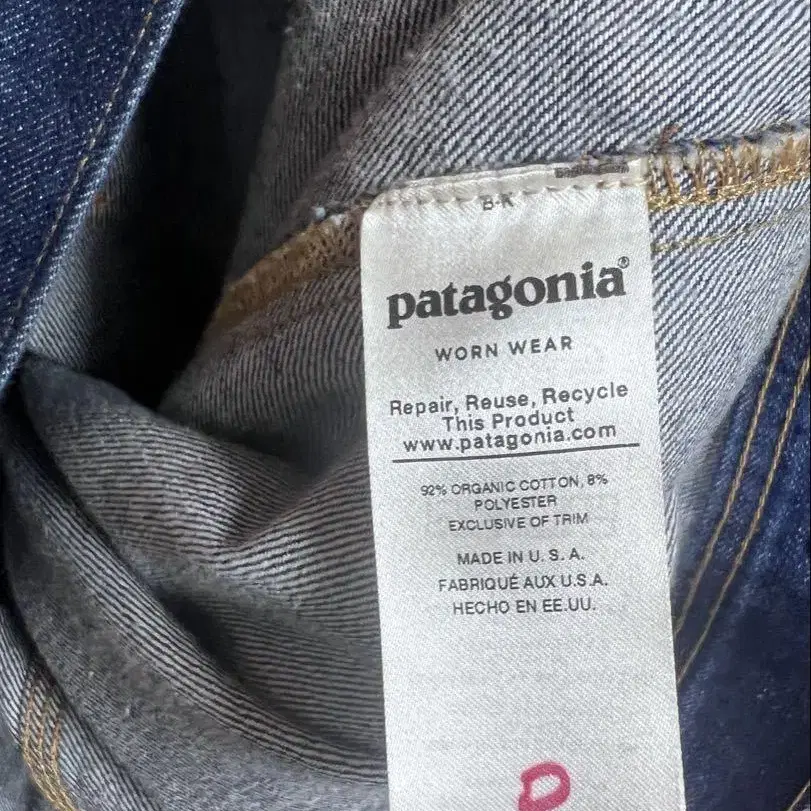 B-K
patagonia®
WORN WEAR
Repair, Reuse, Recycle
This Product
www.patagonia.com
92% ORGANIC COTTON, 8%
POLYESTER
EXCLUSIVE OF TRIM
MADE IN U. S. A.
FABRIQUÉ AUX U.S.A.
HECHO EN EE.UU.